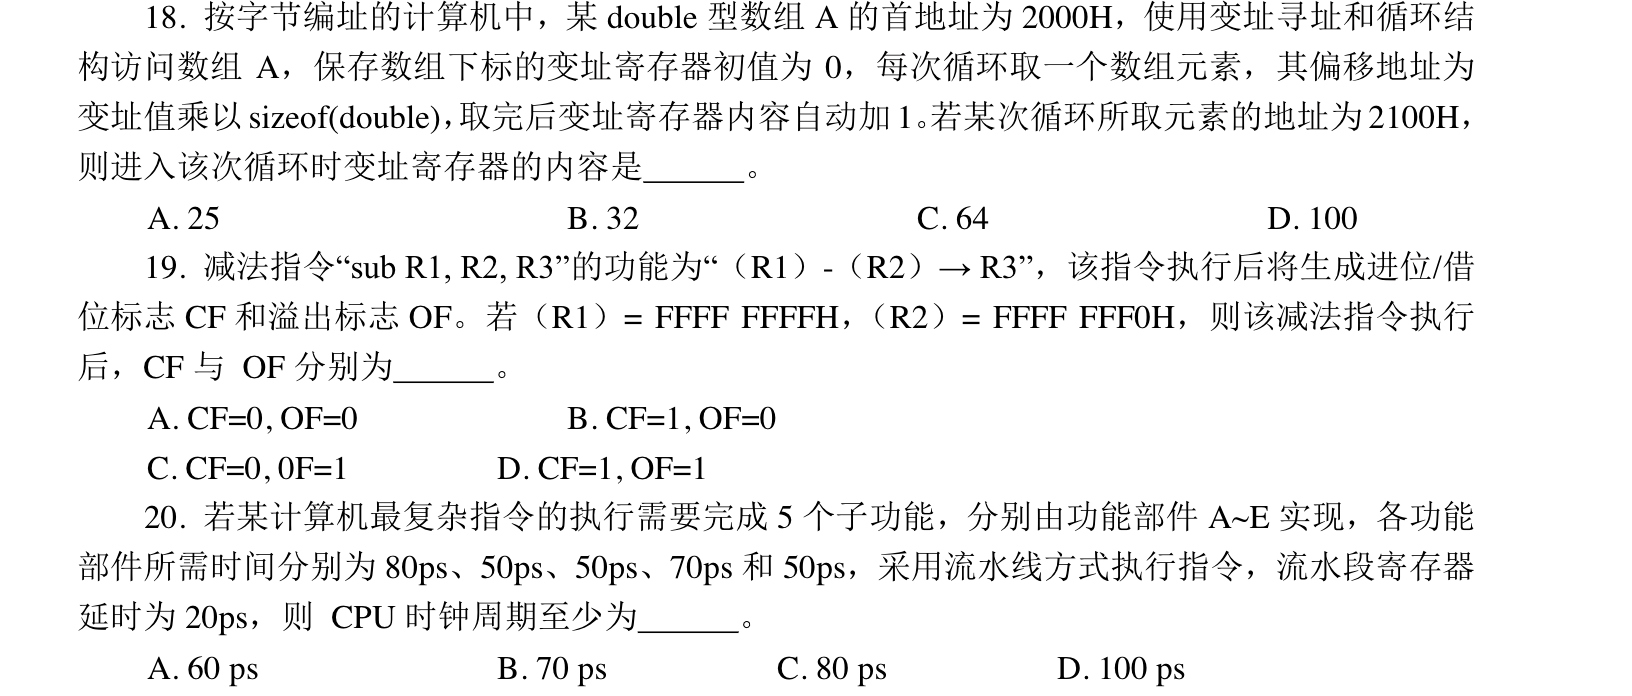 18. 按字节编址的计算机中，某 double 型数组 A 的首地址为 2000H，使用变址寻址和循环结
构访问数组 A，保存数组下标的变址寄存器初值为 0，每次循环取一个数组元素，其偏移地址为
变址值乘以 sizeof(double)，取完后变址寄存器内容自动加 1。若某次循环所取元素的地址为 2100H，
则进入该次循环时变址寄存器的内容是______。
A. 25 B. 32 C. 64 D. 100
19. 减法指令“sub R1, R2, R3”的功能为“（R1）-（R2）→ R3”，该指令执行后将生成进位/借
位标志 CF 和溢出标志 OF。若（R1）= FFFF FFFFH，（R2）= FFFF FFF0H，则该减法指令执行
后，CF 与 OF 分别为______。
A. CF=0, OF=0 B. CF=1, OF=0
C. CF=0, 0F=1 D. CF=1, OF=1
20. 若某计算机最复杂指令的执行需要完成 5 个子功能，分别由功能部件 A~E 实现，各功能
部件所需时间分别为 80ps、50ps、50ps、70ps 和 50ps，采用流水线方式执行指令，流水段寄存器
延时为 20ps，则 CPU 时钟周期至少为______。
A. 60 ps B. 70 ps C. 80 ps D. 100 ps